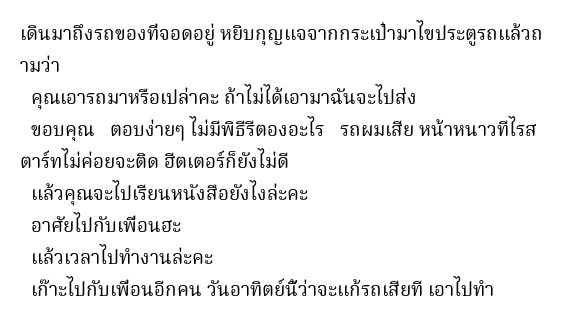 เดินมาถึงรถของทีจอดอยู่ หยิบกุญแจจากกระเป๋ามาไขประตูรถแล้วถ
ามว่า
คุณเอารถมาหรือเปล่าคะ ถ้าไม่ได้เอามาฉันจะไปส่ง
ขอบคุณ ตอบง่ายๆ ไม่มีพิธีรีตองอะไร รถผมเสีย หน้าหนาวทีไรส
ตาร์ทไม่ค่อยจะติด ฮีตเตอร์ก็ยังไม่ดี
แล้วคุณจะไปเรียนหนังสือยังไงล่ะคะ
อาศัยไปกับเพือนฮะ
แล้วเวลาไปทำงานล่ะคะ
เก๊าะไปกับเพือนอีกคน วันอาทิตย์นี้ว่าจะแก้รถเสียที เอาไปทำ